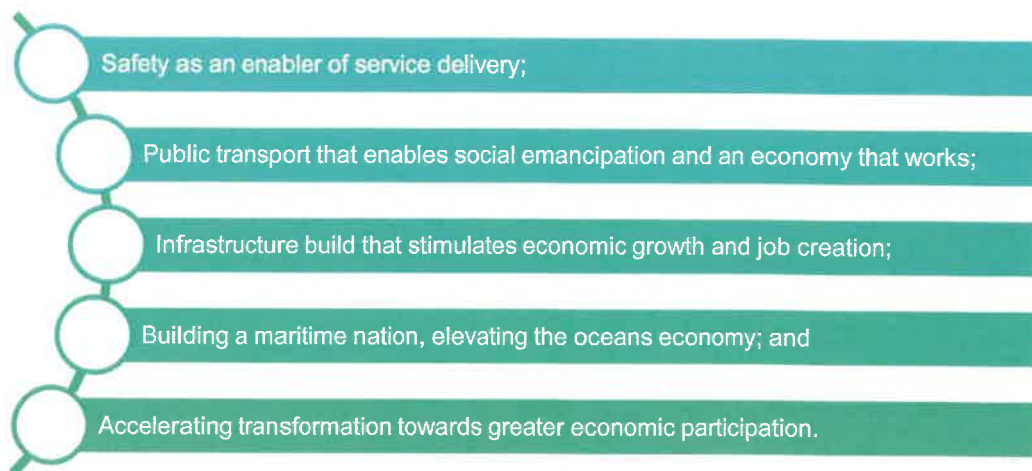 Safety as an enabler of service delivery;
Public transport that enables social emancipation and an economy that works;
Infrastructure build that stimulates economic growth and job creation;
Building a maritime nation, elevating the oceans economy; and
Accelerating transformation towards greater economic participation.